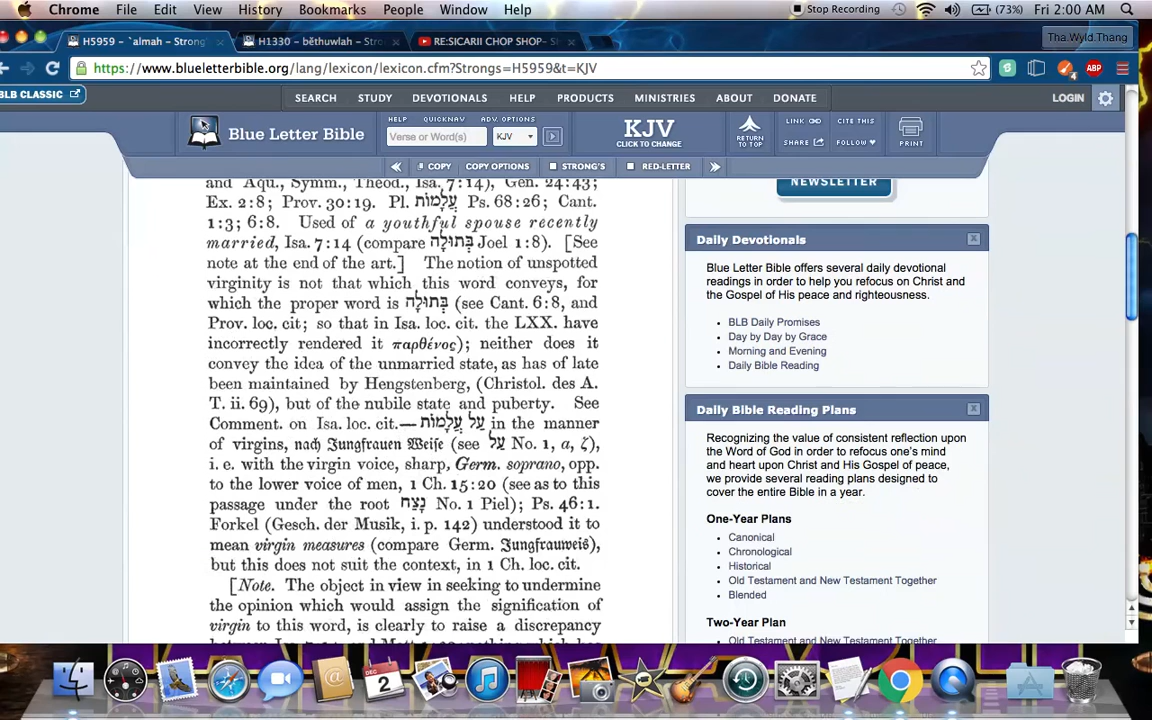 Chrome File Edit View History Bookmarks People Window Help Stop Recording (73%) Fri 2:00 AM
H5959 - `almah - Strong H1330 - bĕthuwlah - Stro RE:SICARII CHOP SHOP- S Tha.Wyld.Thang
https://www.blueletterbible.org/lang/lexicon/lexicon.cfm?Strongs=H5959&t=KJV ABP
BLB CLASSIC SEARCH STUDY DEVOTIONALS HELP PRODUCTS MINISTRIES ABOUT DONATE LOGIN
Blue Letter Bible
HELP QUICKNAV ADV. OPTIONS
Verse or Word(s) KJV
KJV
CLICK TO CHANGE
RETURN
TO TOP
LINK CITE THIS
SHARE FOLLOW
PRINT
COPY COPY OPTIONS STRONG'S RED-LETTER
and Aqu., Symm., Theod., Isa. 7:14), Gen. 24:43;
Ex. 2:8; Prov. 30:19. Pl. עֲלָמוֹת Ps. 68:26; Cant.
1:3; 6:8. Used of a youthful spouse recently
married, Isa. 7:14 (compare בְּתוּלָה Joel 1:8). [See
note at the end of the art.] The notion of unspotted
virginity is not that which this word conveys, for
which the proper word is בְּתוּלָה (see Cant. 6:8, and
Prov. loc. cit; so that in Isa. loc. cit. the LXX. have
incorrectly rendered it παρθένος); neither does it
convey the idea of the unmarried state, as has of late
been maintained by Hengstenberg, (Christol. des A.
T. ii. 69), but of the nubile state and puberty. See
Comment. on Isa. loc. cit.—עַל עֲלָמוֹת in the manner
of virgins, nach Jungfrauen Weise (see עַל No. 1, a, ζ),
i. e. with the virgin voice, sharp, Germ. soprano, opp.
to the lower voice of men, 1 Ch. 15:20 (see as to this
passage under the root נָצַח No. 1 Piel); Ps. 46:1.
Forkel (Gesch. der Musik, i. p. 142) understood it to
mean virgin measures (compare Germ. Jungfrauweis),
but this does not suit the context, in 1 Ch. loc. cit.
[Note. The object in view in seeking to undermine
the opinion which would assign the signification of
virgin to this word, is clearly to raise a discrepancy
NEWSLETTER
Daily Devotionals
Blue Letter Bible offers several daily devotional
readings in order to help you refocus on Christ and
the Gospel of His peace and righteousness.
BLB Daily Promises
Day by Day by Grace
Morning and Evening
Daily Bible Reading
Daily Bible Reading Plans
Recognizing the value of consistent reflection upon
the Word of God in order to refocus one's mind
and heart upon Christ and His Gospel of peace,
we provide several reading plans designed to
cover the entire Bible in a year.
One-Year Plans
Canonical
Chronological
Historical
Old Testament and New Testament Together
Blended
Two-Year Plan
Old Testament and New Testament Together
DEC
2